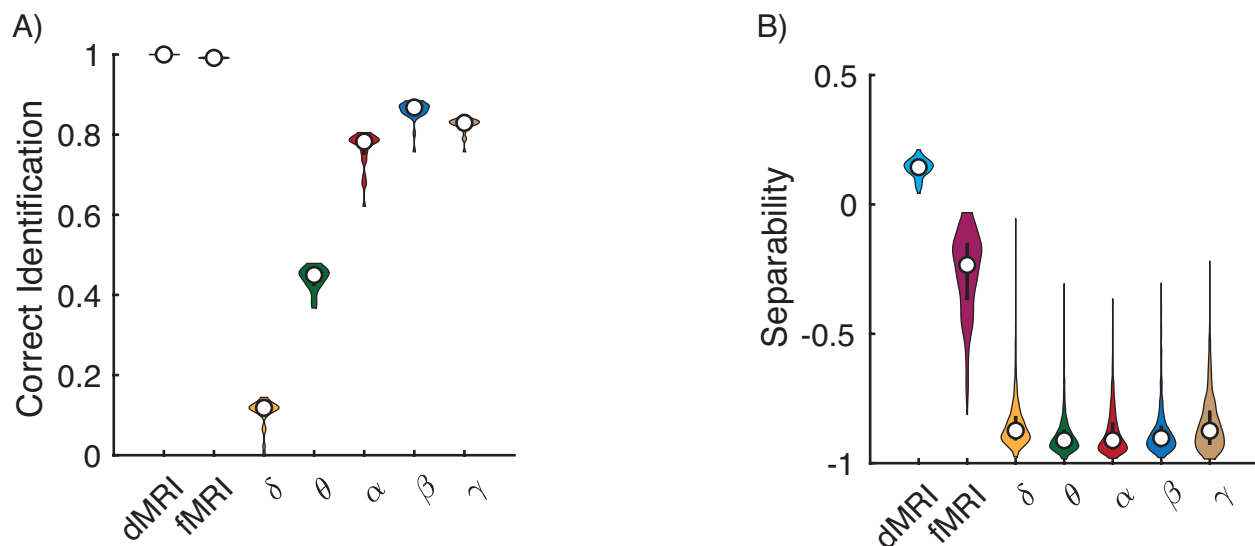 A)
Correct Identification
1
0.8
0.6
0.4
0.2
0
dMRI
fMRI
δ
θ
α
β
γ
B)
Separability
0.5
0
-0.5
-1
dMRI
fMRI
δ
θ
α
β
γ